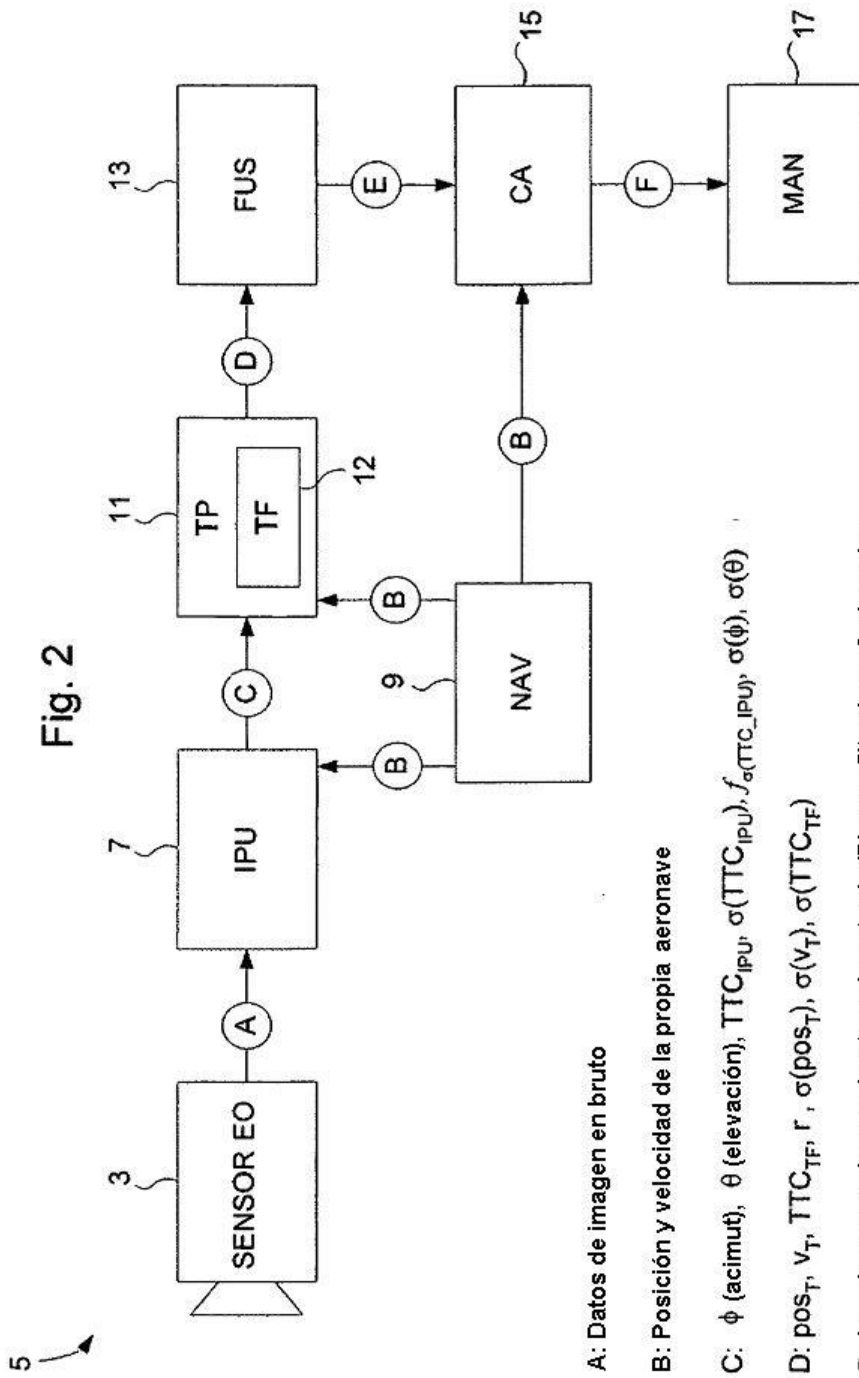 Fig. 2
5
3
7
11
13
SENSOR EO
A
IPU
C
TP
TF
12
D
FUS
B
B
E
9
NAV
B
CA
15
F
MAN
17
A: Datos de imagen en bruto
B: Posición y velocidad de la propia aeronave
C: ϕ (acimut), θ (elevación), TTC_IPU, σ(TTC_IPU), f_σ(TTC_IPU), σ(ϕ), σ(θ)
D: pos_T, v_T, TTC_TF, r , σ(pos_T), σ(v_T), σ(TTC_TF)